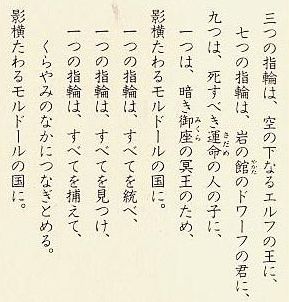 三つの指輪は、空の下なるエルフの王に、
七つの指輪は、岩の館のドワーフの君に、
九つは、死すべき運命の人の子に、
一つは、暗き御座の冥王のため、
影横たわるモルドールの国に。
一つの指輪は、すべてを統べ、
一つの指輪は、すべてを見つけ、
一つの指輪は、すべてを捕えて、
くらやみのなかにつなぎとめる。
影横たわるモルドールの国に。